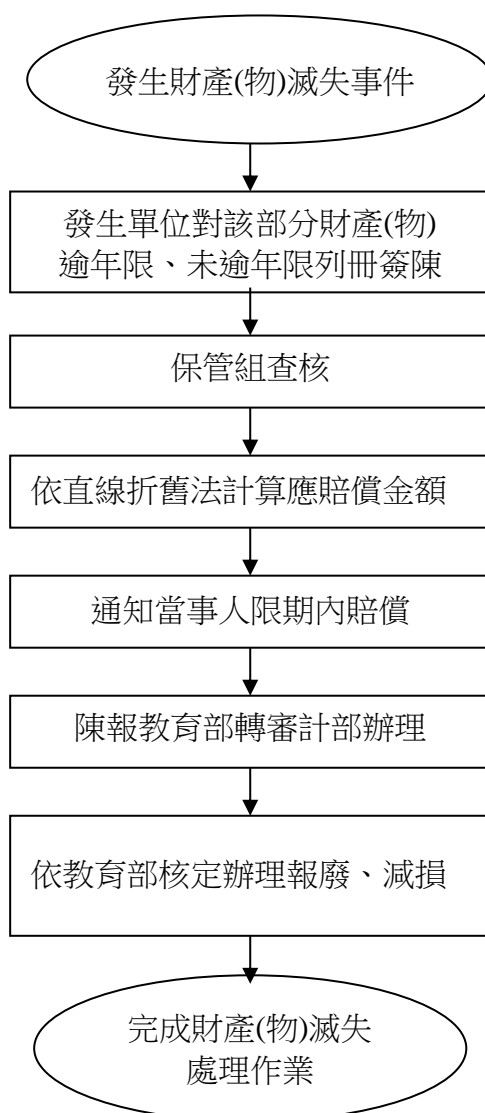 發生財產(物)滅失事件
發生單位對該部分財產(物)
逾年限、未逾年限列冊簽陳
保管組查核
依直線折舊法計算應賠償金額
通知當事人限期內賠償
陳報教育部轉審計部辦理
依教育部核定辦理報廢、減損
完成財產(物)滅失
處理作業